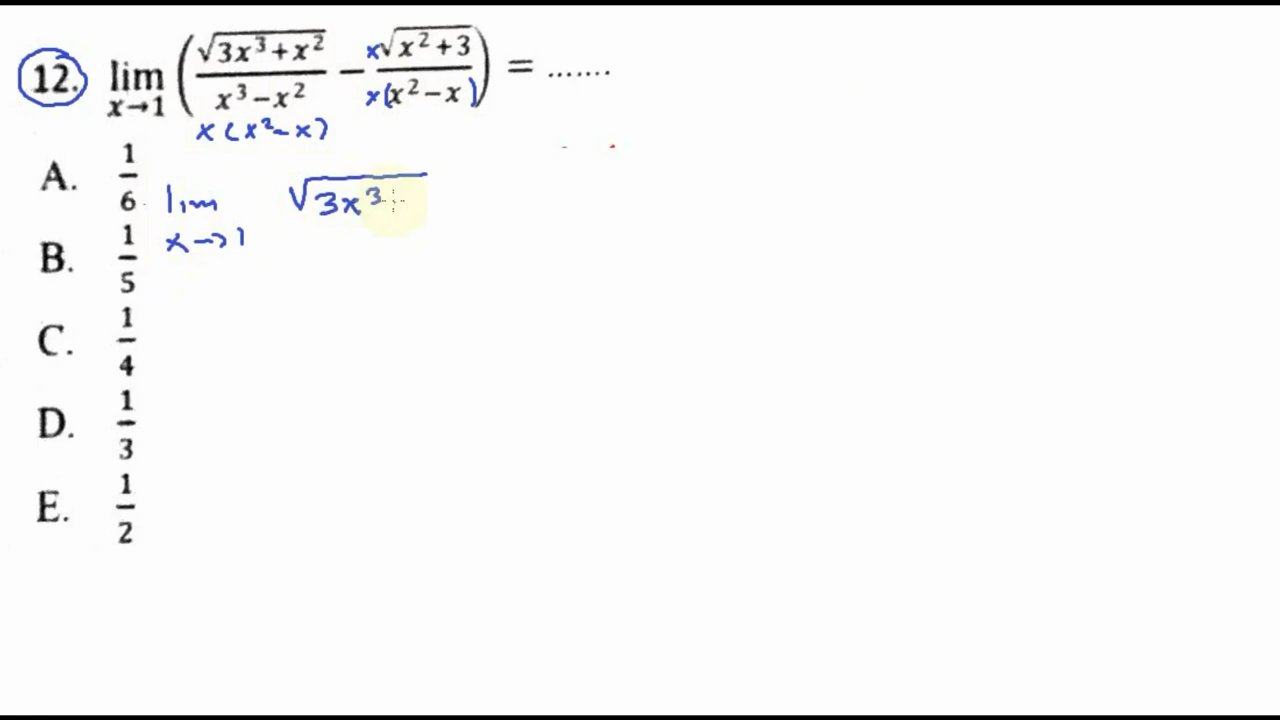 12. lim x→1 (√(3x³+x²)/(x³−x²) − x√(x²+3)/x(x²−x)) = .......
x(x²−x)
A. 1/6
lim x→1 √(3x³
B. 1/5
C. 1/4
D. 1/3
E. 1/2